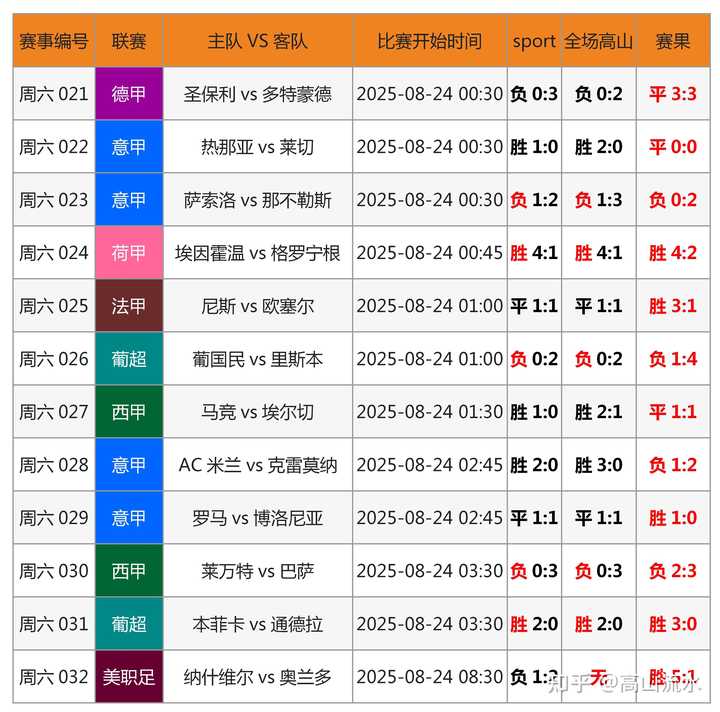 赛事编号 联赛 主队 VS 客队 比赛开始时间 sport 全场高山 赛果
周六 021 德甲 圣保利 vs 多特蒙德 2025-08-24 00:30 负 0:3 负 0:2 平 3:3
周六 022 意甲 热那亚 vs 莱切 2025-08-24 00:30 胜 1:0 胜 2:0 平 0:0
周六 023 意甲 萨索洛 vs 那不勒斯 2025-08-24 00:30 负 1:2 负 1:3 负 0:2
周六 024 荷甲 埃因霍温 vs 格罗宁根 2025-08-24 00:45 胜 4:1 胜 4:1 胜 4:2
周六 025 法甲 尼斯 vs 欧塞尔 2025-08-24 01:00 平 1:1 平 1:1 胜 3:1
周六 026 葡超 葡国民 vs 里斯本 2025-08-24 01:00 负 0:2 负 0:2 负 1:4
周六 027 西甲 马竞 vs 埃尔切 2025-08-24 01:30 胜 1:0 胜 2:1 平 1:1
周六 028 意甲 AC 米兰 vs 克雷莫纳 2025-08-24 02:45 胜 2:0 胜 3:0 负 1:2
周六 029 意甲 罗马 vs 博洛尼亚 2025-08-24 02:45 平 1:1 平 1:1 胜 1:0
周六 030 西甲 莱万特 vs 巴萨 2025-08-24 03:30 负 0:3 负 0:3 负 2:3
周六 031 葡超 本菲卡 vs 通德拉 2025-08-24 03:30 胜 2:0 胜 2:0 胜 3:0
周六 032 美职足 纳什维尔 vs 奥兰多 2025-08-24 08:30 负 1:2 无 胜 5:1
知乎 @高山流水